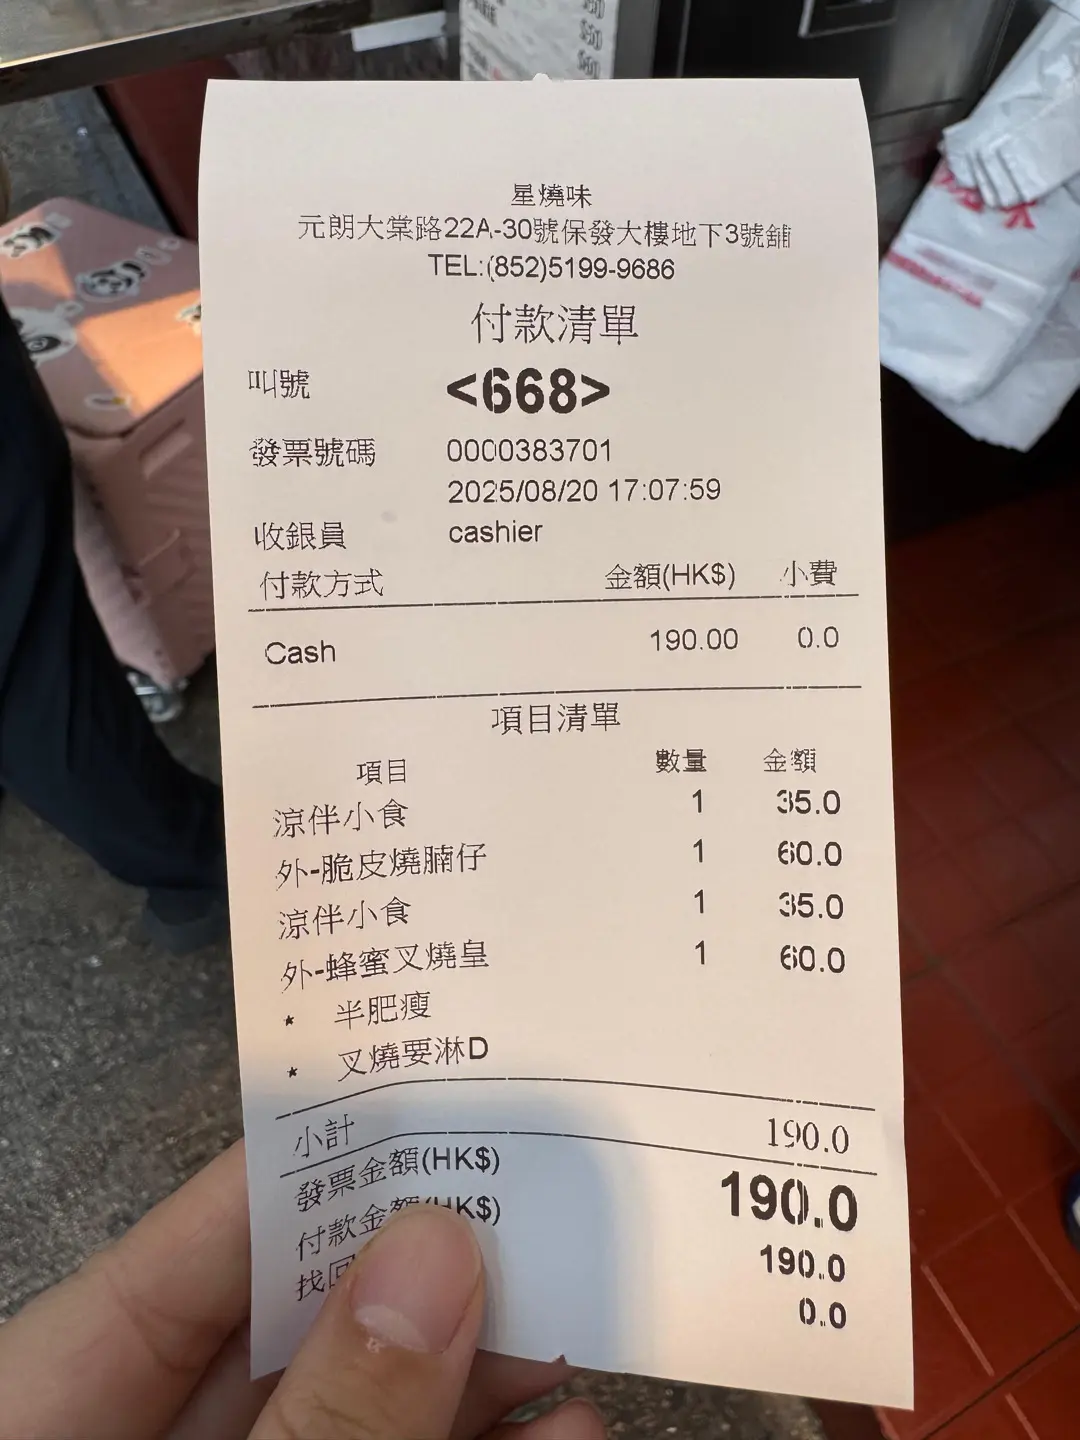 星燒味
元朗大棠路22A-30號保發大樓地下3號舖
TEL:(852)5199-9686
付款清單
叫號 <668>
發票號碼 0000383701
2025/08/20 17:07:59
收銀員 cashier
付款方式 金額(HK$) 小費
Cash 190.00 0.0
項目清單
項目 數量 金額
涼伴小食 1 35.0
外-脆皮燒腩仔 1 60.0
涼伴小食 1 35.0
外-蜂蜜叉燒皇 1 60.0
* 半肥瘦
* 叉燒要淋D
小計 190.0
發票金額(HK$) 190.0
付款金額(HK$) 190.0
找回 0.0